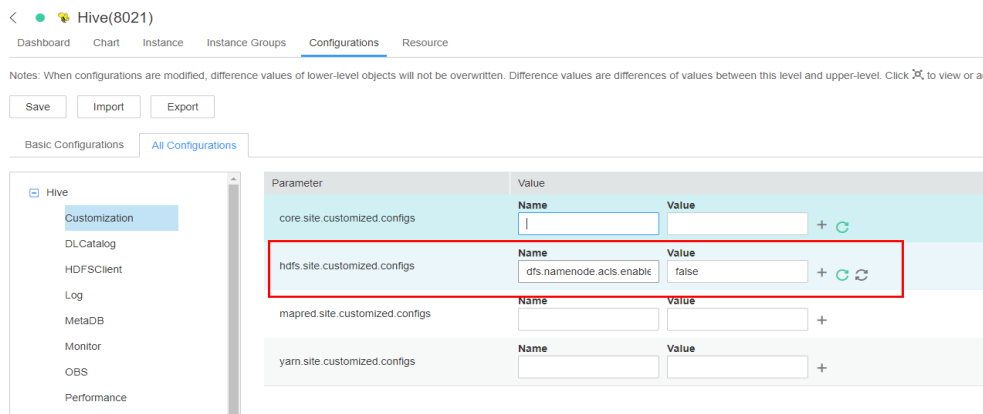 Hive(8021)
Dashboard Chart Instance Instance Groups Configurations Resource
Notes: When configurations are modified, difference values of lower-level objects will not be overwritten. Difference values are differences of values between this level and upper-level. Click to view or a
Save Import Export
Basic Configurations All Configurations
Parameter Value
Hive
Customization
DLCatalog
HDFSClient
Log
MetaDB
Monitor
OBS
Performance
Name Value
core.site.customized.configs
Name Value
hdfs.site.customized.configs dfs.namenode.acls.enable false
Name Value
mapred.site.customized.configs
Name Value
yarn.site.customized.configs